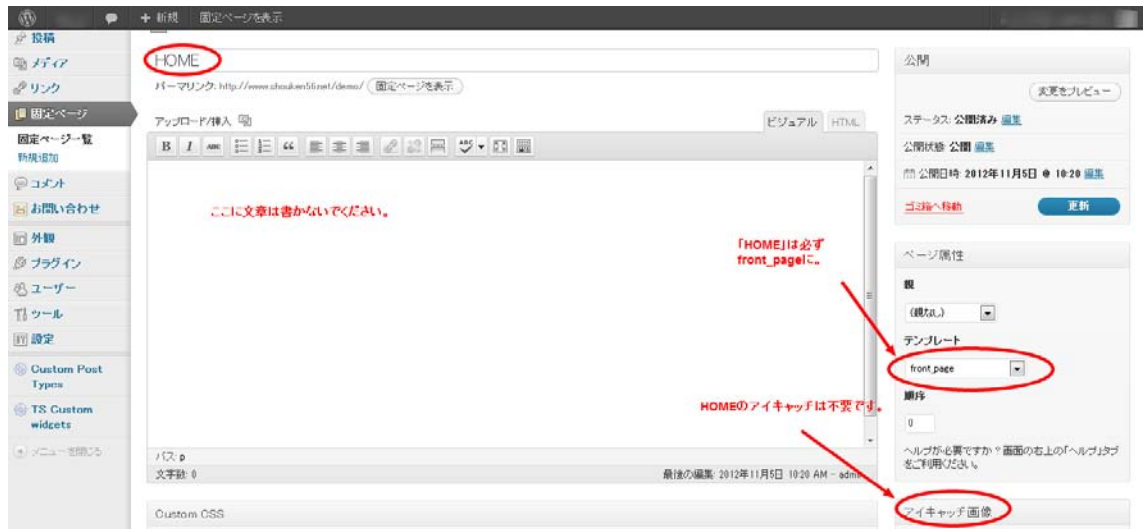 + 新規 固定ページを表示
投稿
メディア
リンク
固定ページ
固定ページ一覧
新規追加
コメント
お問い合わせ
外観
プラグイン
ユーザー
ツール
設定
Custom Post
Types
TS Custom
widgets
メニューを閉じる
HOME
パーマリンク: http://www.shouken56.net/demo/ 固定ページを表示
アップロード/挿入
ビジュアル HTML
B I ABC “ ABC
ここに文章は書かないでください。
「HOME」は必ず
front_pageに。
HOMEのアイキャッチは不要です。
パス: p
文字数: 0 最後の編集: 2012年11月5日 10:20 AM –
Custom CSS
公開
変更をプレビュー
ステータス: 公開済み 編集
公開状態: 公開 編集
公開日時: 2012年11月5日 @ 10:20 編集
ゴミ箱へ移動 更新
ページ属性
親
(親なし)
テンプレート
front_page
順序
0
ヘルプが必要ですか ? 画面の右上の「ヘルプ」タブ
をご利用ください。
アイキャッチ画像